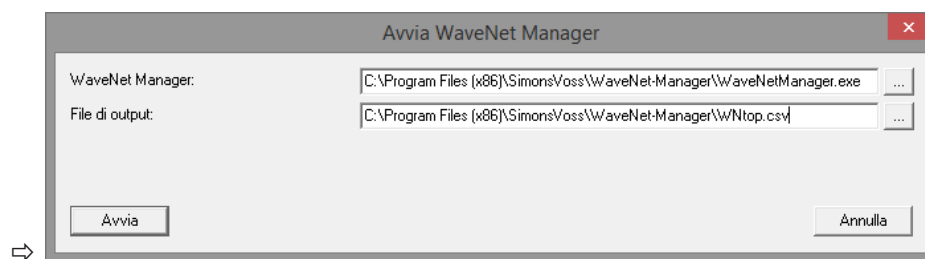 Avvia WaveNet Manager
WaveNet Manager: C:\Program Files (x86)\SimonsVoss\WaveNet-Manager\WaveNetManager.exe ...
File di output: C:\Program Files (x86)\SimonsVoss\WaveNet-Manager\WNtop.csv ...
Avvia Annulla